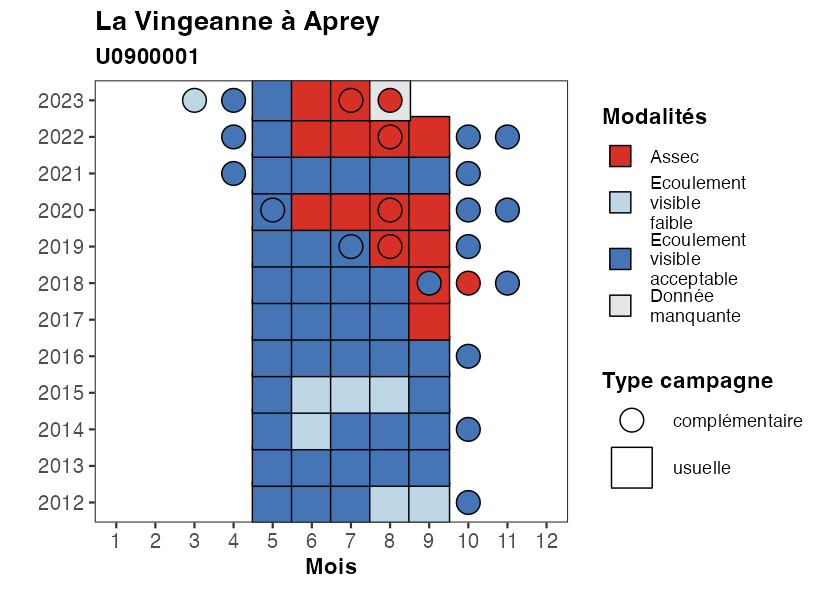 La Vingeanne à Aprey
U0900001
2023
2022
2021
2020
2019
2018
2017
2016
2015
2014
2013
2012
1 2 3 4 5 6 7 8 9 10 11 12
Mois
Modalités
Assec
Ecoulement
visible
faible
Ecoulement
visible
acceptable
Donnée
manquante
Type campagne
complémentaire
usuelle